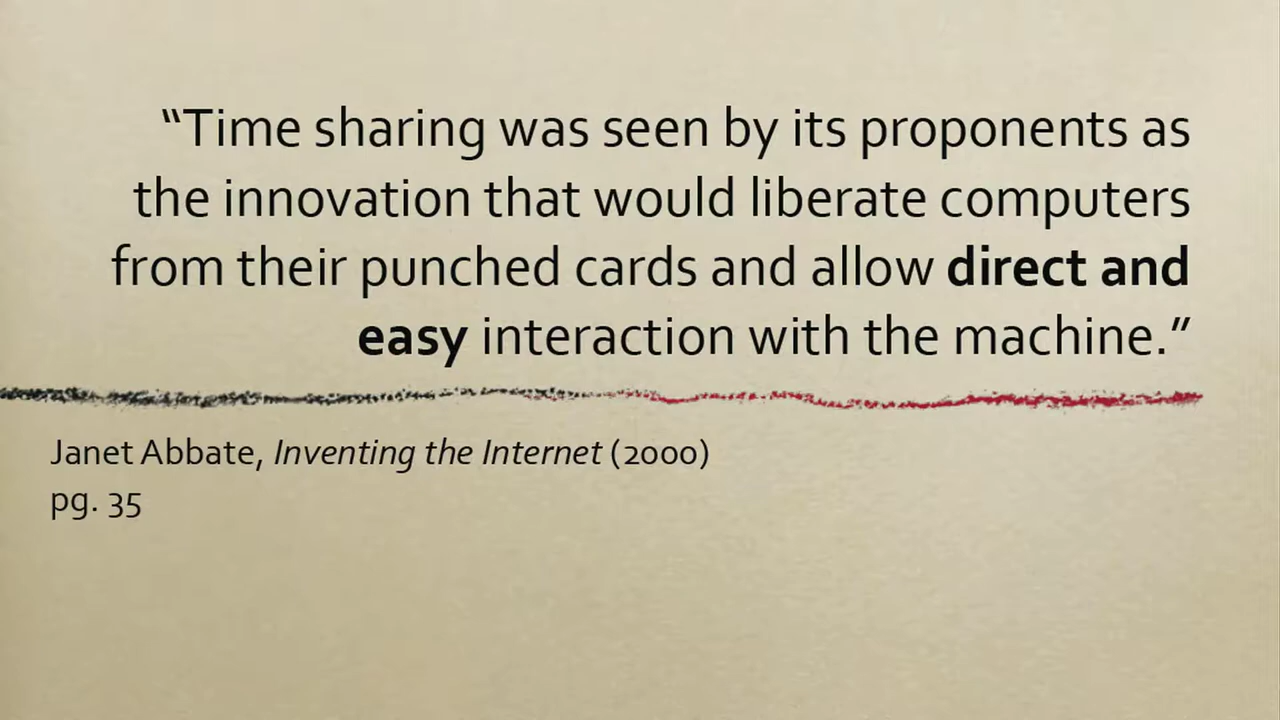 “Time sharing was seen by its proponents as
the innovation that would liberate computers
from their punched cards and allow direct and
easy interaction with the machine.”
Janet Abbate, Inventing the Internet (2000)
pg. 35